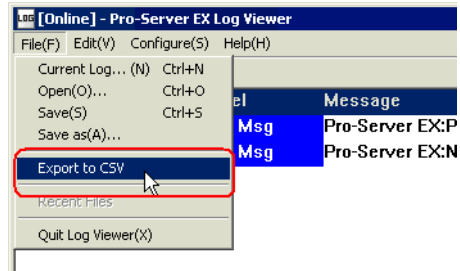 LOG [Online] - Pro-Server EX Log Viewer
File(F) Edit(V) Configure(S) Help(H)
Current Log... (N) Ctrl+N
Open(O)... Ctrl+O
Save(S) Ctrl+S
Save as(A)...
Export to CSV
Recent Files
Quit Log Viewer(X)
el Message
Msg Pro-Server EX:P
Msg Pro-Server EX:N